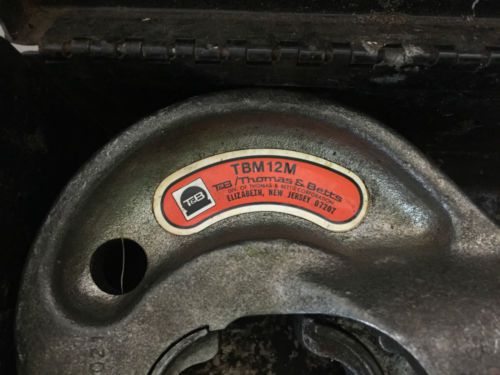 TBM12M
T&B
T&B/Thomas & Betts
DIV. OF THOMAS & BETTS CORPORATION
ELIZABETH, NEW JERSEY 07207